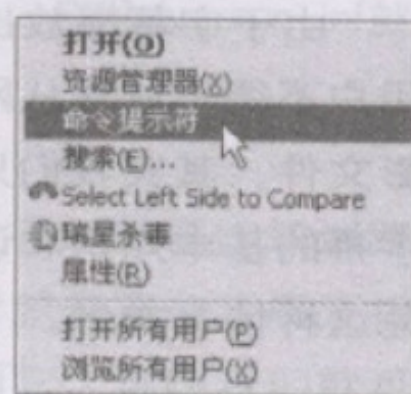 打开(O)
资源管理器(X)
命令提示符
搜索(E)...
Select Left Side to Compare
瑞星杀毒
属性(R)
打开所有用户(P)
浏览所有用户(X)